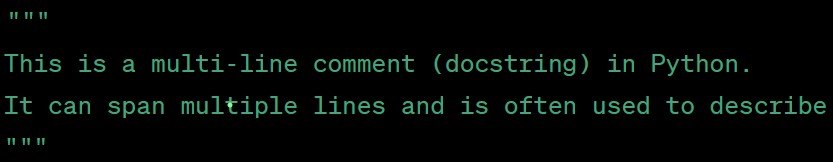 """
This is a multi-line comment (docstring) in Python.
It can span multiple lines and is often used to describe
"""